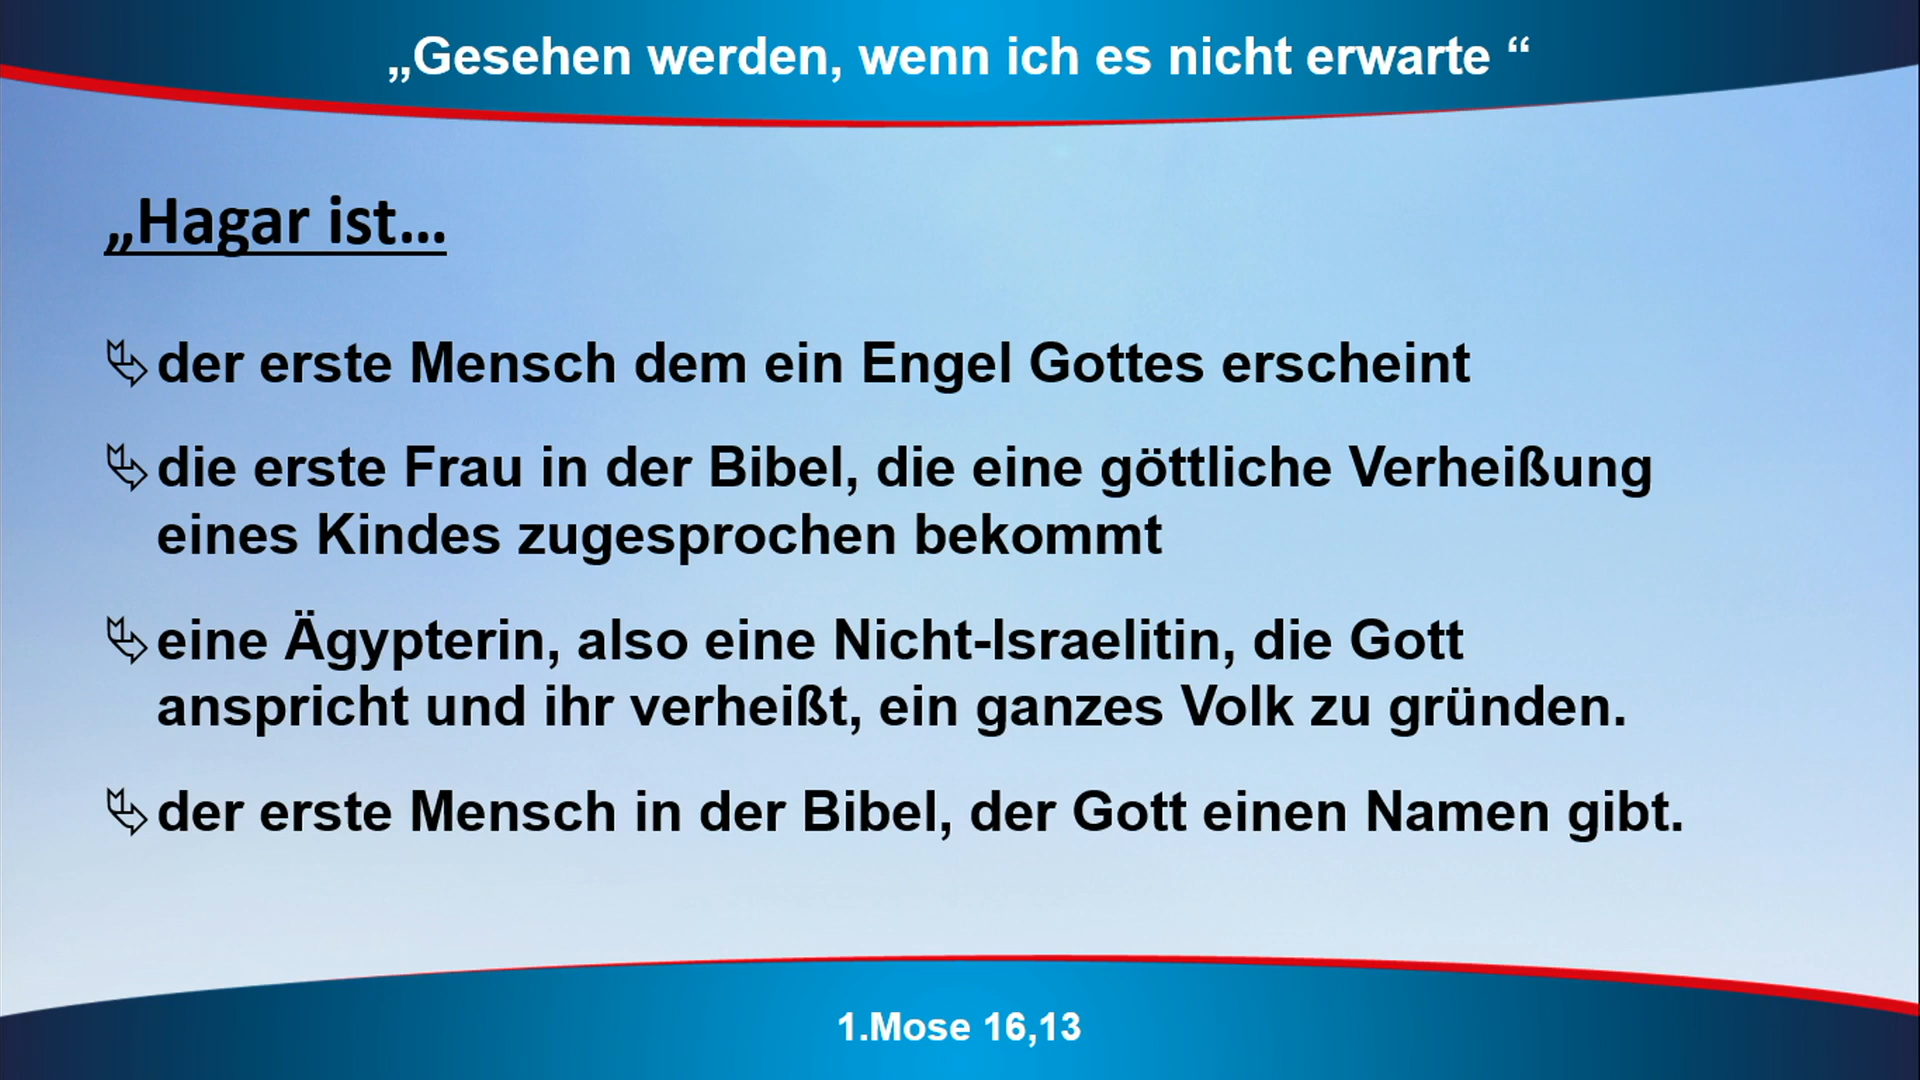 „Gesehen werden, wenn ich es nicht erwarte “
„Hagar ist...
der erste Mensch dem ein Engel Gottes erscheint
die erste Frau in der Bibel, die eine göttliche Verheißung
eines Kindes zugesprochen bekommt
eine Ägypterin, also eine Nicht-Israelitin, die Gott
anspricht und ihr verheißt, ein ganzes Volk zu gründen.
der erste Mensch in der Bibel, der Gott einen Namen gibt.
1.Mose 16,13